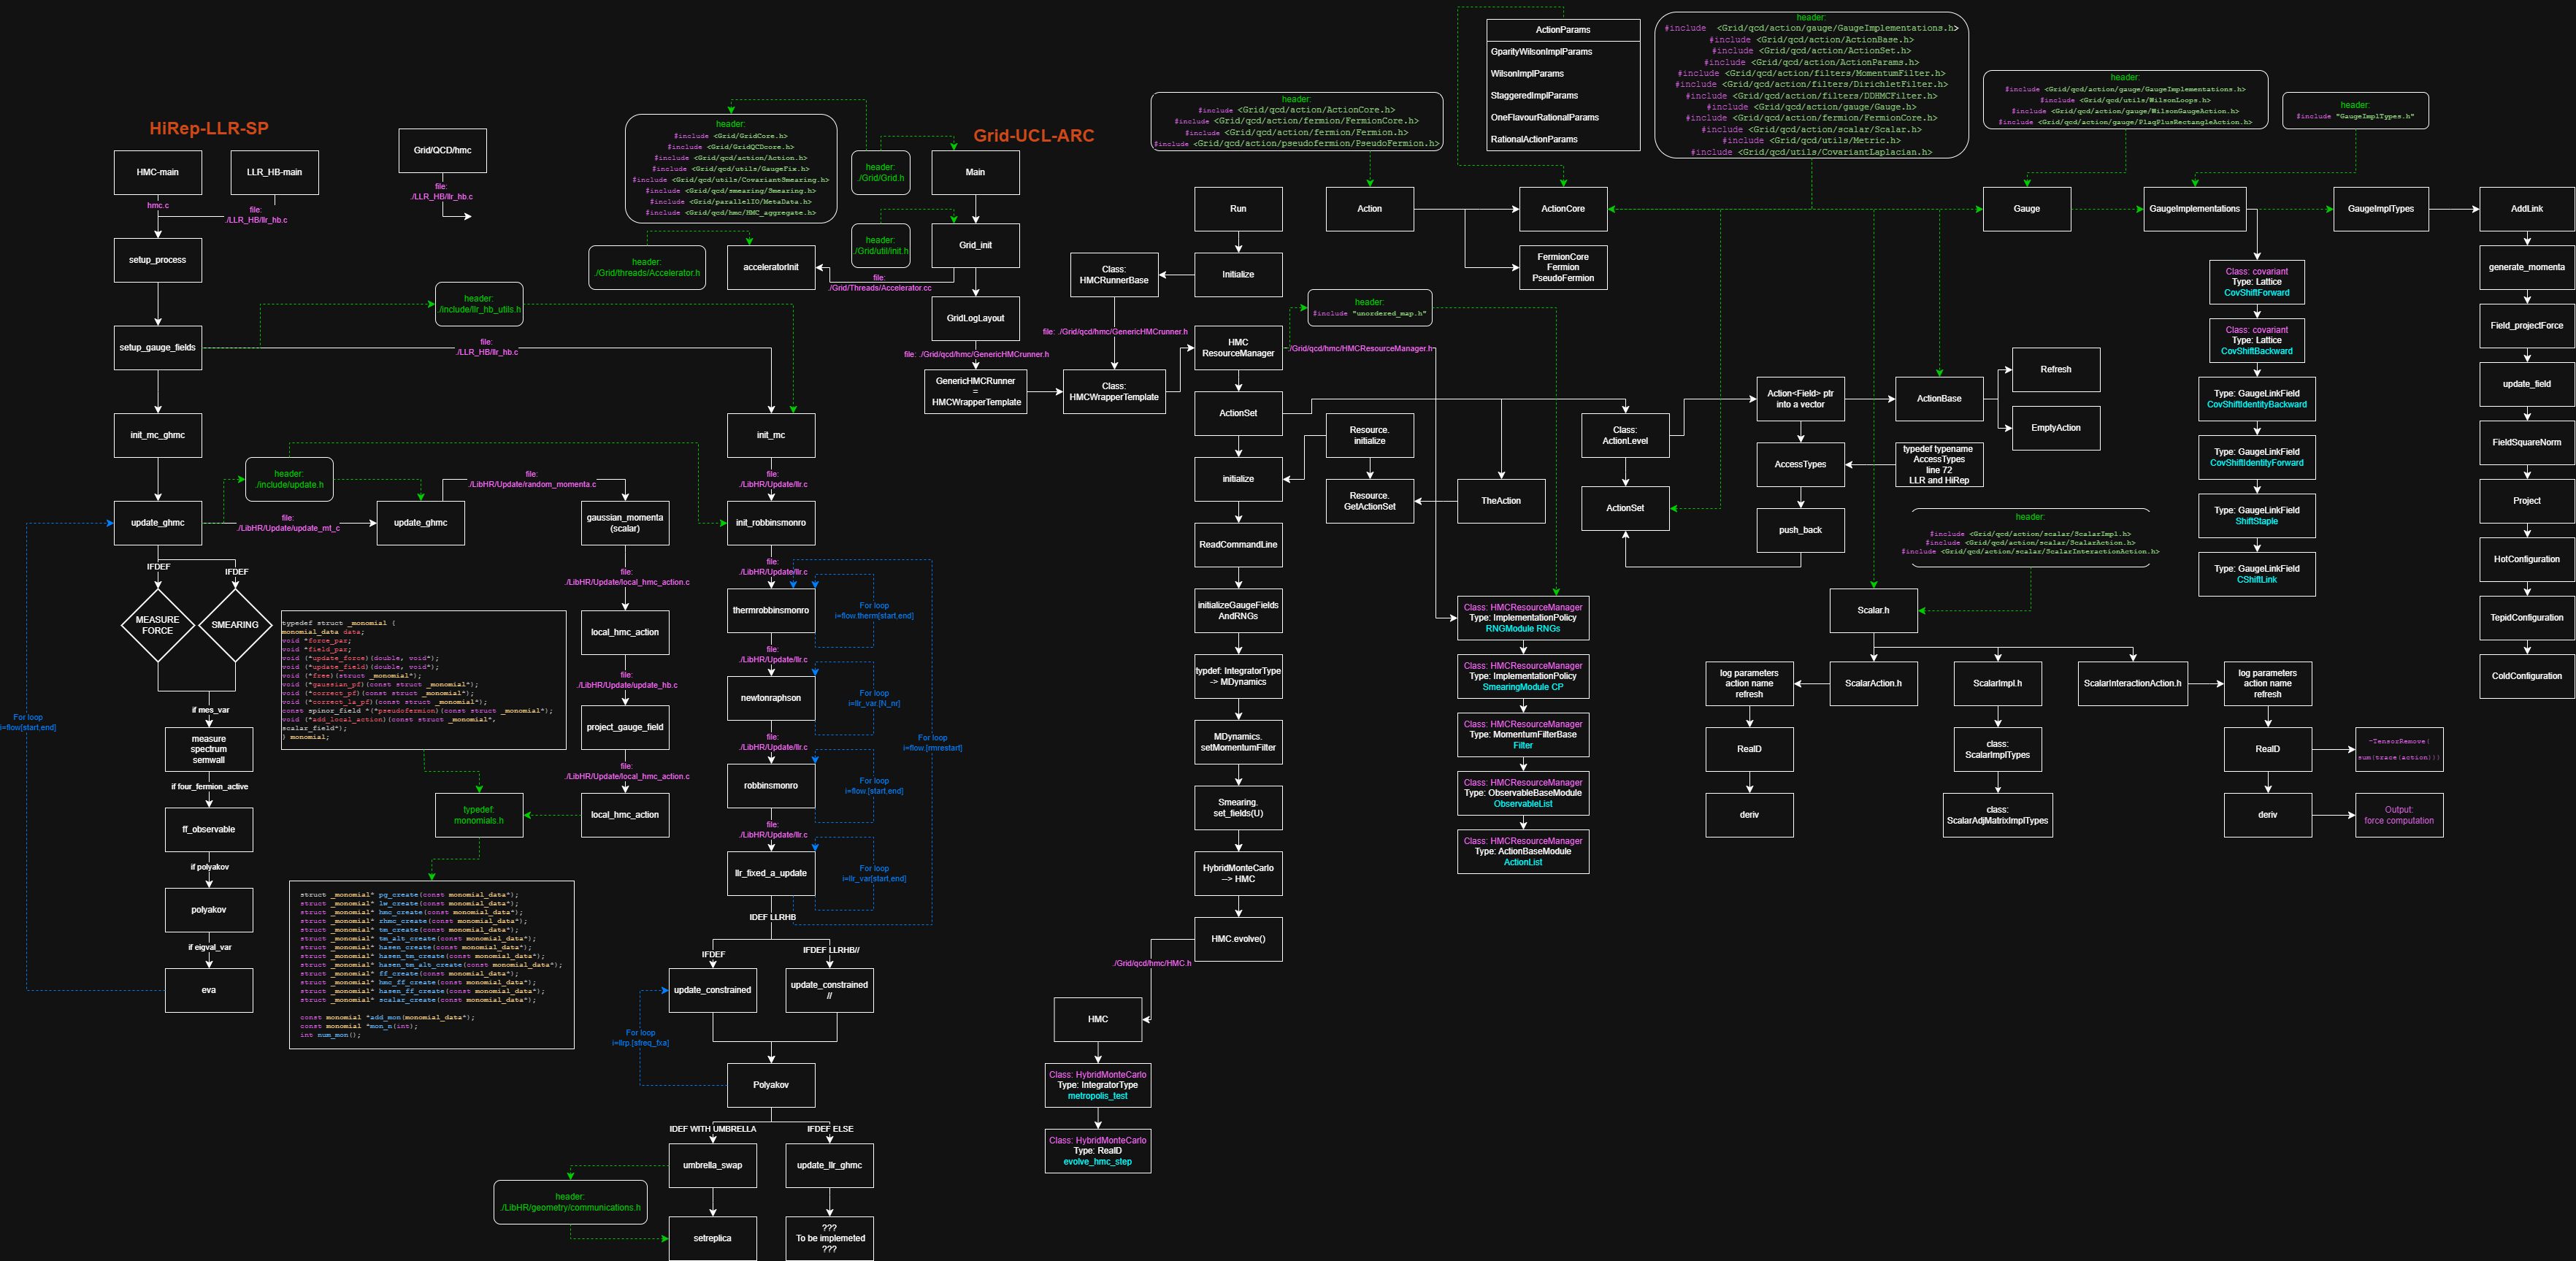 HiRep-LLR-SP
HMC-main
LLR_HB-main
hmc.c
file:
./LLR_HB/llr_hb.c
Grid/QCD/hmc
file:
./LLR_HB/llr_hb.c
setup_process
header:
./include/llr_hb_utils.h
setup_gauge_fields
file:
./LLR_HB/llr_hb.c
init_mc_ghmc
init_mc
header:
./include/update.h
file:
./LibHR/Update/random_momenta.c
file:
./LibHR/Update/llr.c
update_ghmc
file:
./LibHR/Update/update_mt_c
update_ghmc
gaussian_momenta
(scalar)
init_robbinsmonro
IFDEF
IFDEF
MEASURE
FORCE
SMEARING
file:
./LibHR/Update/local_hmc_action.c
file:
./LibHR/Update/llr.c
thermrobbinsmonro
For loop
i=flow.therm[start,end]
local_hmc_action
file:
./LibHR/Update/update_hb.c
file:
./LibHR/Update/llr.c
newtonraphson
For loop
i=llr_var.[N_nr]
project_gauge_field
For loop
i=flow.[rmrestart]
file:
./LibHR/Update/local_hmc_action.c
file:
./LibHR/Update/llr.c
robbinsmonro
For loop
i=flow.[start,end]
local_hmc_action
file:
./LibHR/Update/llr.c
llr_fixed_a_update
For loop
i=llr_var[start,end]
typedef struct _monomial {
monomial_data data;
void *force_par;
void *field_par;
void (*update_force)(double, void*);
void (*update_field)(double, void*);
void (*free)(struct _monomial*);
void (*gaussian_pf)(const struct _monomial*);
void (*correct_pf)(const struct _monomial*);
void (*correct_la_pf)(const struct _monomial*);
const spinor_field *(*pseudofermion)(const struct _monomial*);
void (*add_local_action)(const struct _monomial*,
scalar_field*);
} monomial;
typedef:
monomials.h
struct _monomial* pg_create(const monomial_data*);
struct _monomial* lw_create(const monomial_data*);
struct _monomial* hmc_create(const monomial_data*);
struct _monomial* rhmc_create(const monomial_data*);
struct _monomial* tm_create(const monomial_data*);
struct _monomial* tm_alt_create(const monomial_data*);
struct _monomial* hasen_create(const monomial_data*);
struct _monomial* hasen_tm_create(const monomial_data*);
struct _monomial* hasen_tm_alt_create(const monomial_data*);
struct _monomial* ff_create(const monomial_data*);
struct _monomial* hmc_ff_create(const monomial_data*);
struct _monomial* hasen_ff_create(const monomial_data*);
struct _monomial* scalar_create(const monomial_data*);
const monomial *add_mon(monomial_data*);
const monomial *mon_n(int);
int num_mon();
For loop
i=flow[start,end]
if mes_var
measure
spectrum
semwall
if four_fermion_active
ff_observable
if polyakov
polyakov
if eigval_var
eva
IDEF LLRHB
IFDEF
IFDEF LLRHB//
update_constrained
update_constrained
//
For loop
i=llrp.[sfreq_fxa]
Polyakov
IDEF WITH UMBRELLA
IFDEF ELSE
umbrella_swap
update_llr_ghmc
header:
./LibHR/geometry/communications.h
setreplica
???
To be implemeted
???
Grid-UCL-ARC
header:
#include <Grid/GridCore.h>
#include <Grid/GridQCDcore.h>
#include <Grid/qcd/action/Action.h>
#include <Grid/qcd/utils/GaugeFix.h>
#include <Grid/qcd/utils/CovariantSmearing.h>
#include <Grid/qcd/smearing/Smearing.h>
#include <Grid/parallelIO/MetaData.h>
#include <Grid/qcd/hmc/HMC_aggregate.h>
header:
./Grid/Grid.h
Main
header:
./Grid/util/init.h
Grid_init
header:
./Grid/threads/Accelerator.h
acceleratorInit
file:
./Grid/Threads/Accelerator.cc
GridLogLayout
file: ./Grid/qcd/hmc/GenericHMCrunner.h
GenericHMCRunner
=
HMCWrapperTemplate
Class:
HMCRunnerBase
file: ./Grid/qcd/hmc/GenericHMCrunner.h
Class:
HMCWrapperTemplate
Run
Initialize
HMC
ResourceManager
./Grid/qcd/hmc/HMCResourceManager.h
header:
#include "unordered_map.h"
ActionSet
initialize
Resource.
initialize
Resource.
GetActionSet
TheAction
ReadCommandLine
initializeGaugeFields
AndRNGs
typdef: IntegratorType
-> MDynamics
MDynamics.
setMomentumFilter
Smearing.
set_fields(U)
HybridMonteCarlo
--> HMC
HMC.evolve()
./Grid/qcd/hmc/HMC.h
HMC
Class: HybridMonteCarlo
Type: IntegratorType
metropolis_test
Class: HybridMonteCarlo
Type: RealD
evolve_hmc_step
Class: HMCResourceManager
Type: ImplementationPolicy
RNGModule RNGs
Class: HMCResourceManager
Type: ImplementationPolicy
SmearingModule CP
Class: HMCResourceManager
Type: MomentumFilterBase
Filter
Class: HMCResourceManager
Type: ObservableBaseModule
ObservableList
Class: HMCResourceManager
Type: ActionBaseModule
ActionList
header:
#include <Grid/qcd/action/ActionCore.h>
#include <Grid/qcd/action/fermion/FermionCore.h>
#include <Grid/qcd/action/fermion/Fermion.h>
#include <Grid/qcd/action/pseudofermion/PseudoFermion.h>
Action
ActionParams
GparityWilsonImplParams
WilsonImplParams
StaggeredImplParams
OneFlavourRationalParams
RationalActionParams
ActionCore
FermionCore
Fermion
PseudoFermion
header:
#include <Grid/qcd/action/gauge/GaugeImplementations.h>
#include <Grid/qcd/action/ActionBase.h>
#include <Grid/qcd/action/ActionSet.h>
#include <Grid/qcd/action/ActionParams.h>
#include <Grid/qcd/action/filters/MomentumFilter.h>
#include <Grid/qcd/action/filters/DirichletFilter.h>
#include <Grid/qcd/action/filters/DDHMCFilter.h>
#include <Grid/qcd/action/gauge/Gauge.h>
#include <Grid/qcd/action/fermion/FermionCore.h>
#include <Grid/qcd/action/scalar/Scalar.h>
#include <Grid/qcd/utils/Metric.h>
#include <Grid/qcd/utils/CovariantLaplacian.h>
Class:
ActionLevel
ActionSet
Action<Field> ptr
into a vector
AccessTypes
push_back
ActionBase
typedef typename
AccessTypes
line 72
LLR and HiRep
Refresh
EmptyAction
header:
#include <Grid/qcd/action/scalar/ScalarImpl.h>
#include <Grid/qcd/action/scalar/ScalarAction.h>
#include <Grid/qcd/action/scalar/ScalarInteractionAction.h>
Scalar.h
log parameters
action name
refresh
ScalarAction.h
ScalarImpl.h
ScalarInteractionAction.h
log parameters
action name
refresh
RealD
class:
ScalarImplTypes
RealD
-TensorRemove(
sum(trace(action)))
deriv
class:
ScalarAdjMatrixImplTypes
deriv
Output:
force computation
header:
#include <Grid/qcd/action/gauge/GaugeImplementations.h>
#include <Grid/qcd/utils/WilsonLoops.h>
#include <Grid/qcd/action/gauge/WilsonGaugeAction.h>
#include <Grid/qcd/action/gauge/PlaqPlusRectangleAction.h>
header:
#include "GaugeImplTypes.h"
Gauge
GaugeImplementations
GaugeImplTypes
AddLink
Class: covariant
Type: Lattice
CovShiftForward
Class: covariant
Type: Lattice
CovShiftBackward
Type: GaugeLinkField
CovShiftIdentityBackward
Type: GaugeLinkField
CovShiftIdentityForward
Type: GaugeLinkField
ShiftStaple
Type: GaugeLinkField
CShiftLink
generate_momenta
Field_projectForce
update_field
FieldSquareNorm
Project
HotConfiguration
TepidConfiguration
ColdConfiguration